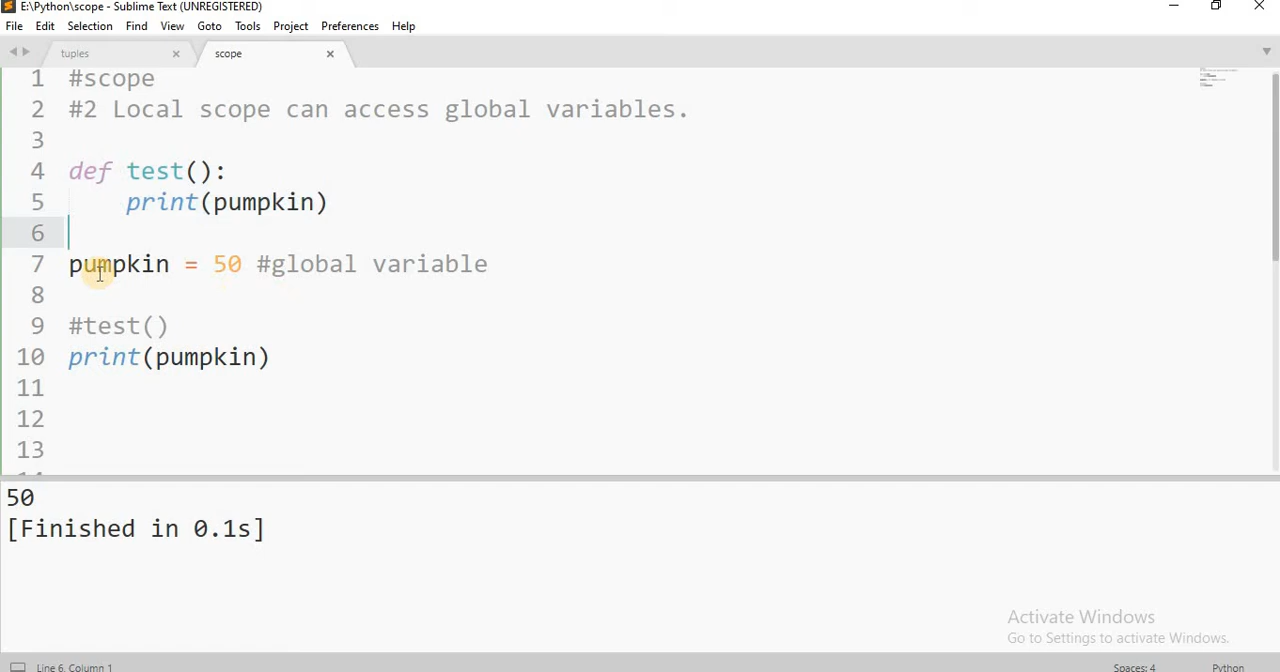 E:\Python\scope - Sublime Text (UNREGISTERED)
File Edit Selection Find View Goto Tools Project Preferences Help
tuples scope
1 #scope
2 #2 Local scope can access global variables.
3
4 def test():
5     print(pumpkin)
6
7 pumpkin = 50 #global variable
8
9 #test()
10 print(pumpkin)
11
12
13
50
[Finished in 0.1s]
Activate Windows
Go to Settings to activate Windows.
Line 6, Column 1 Spaces: 4 Python